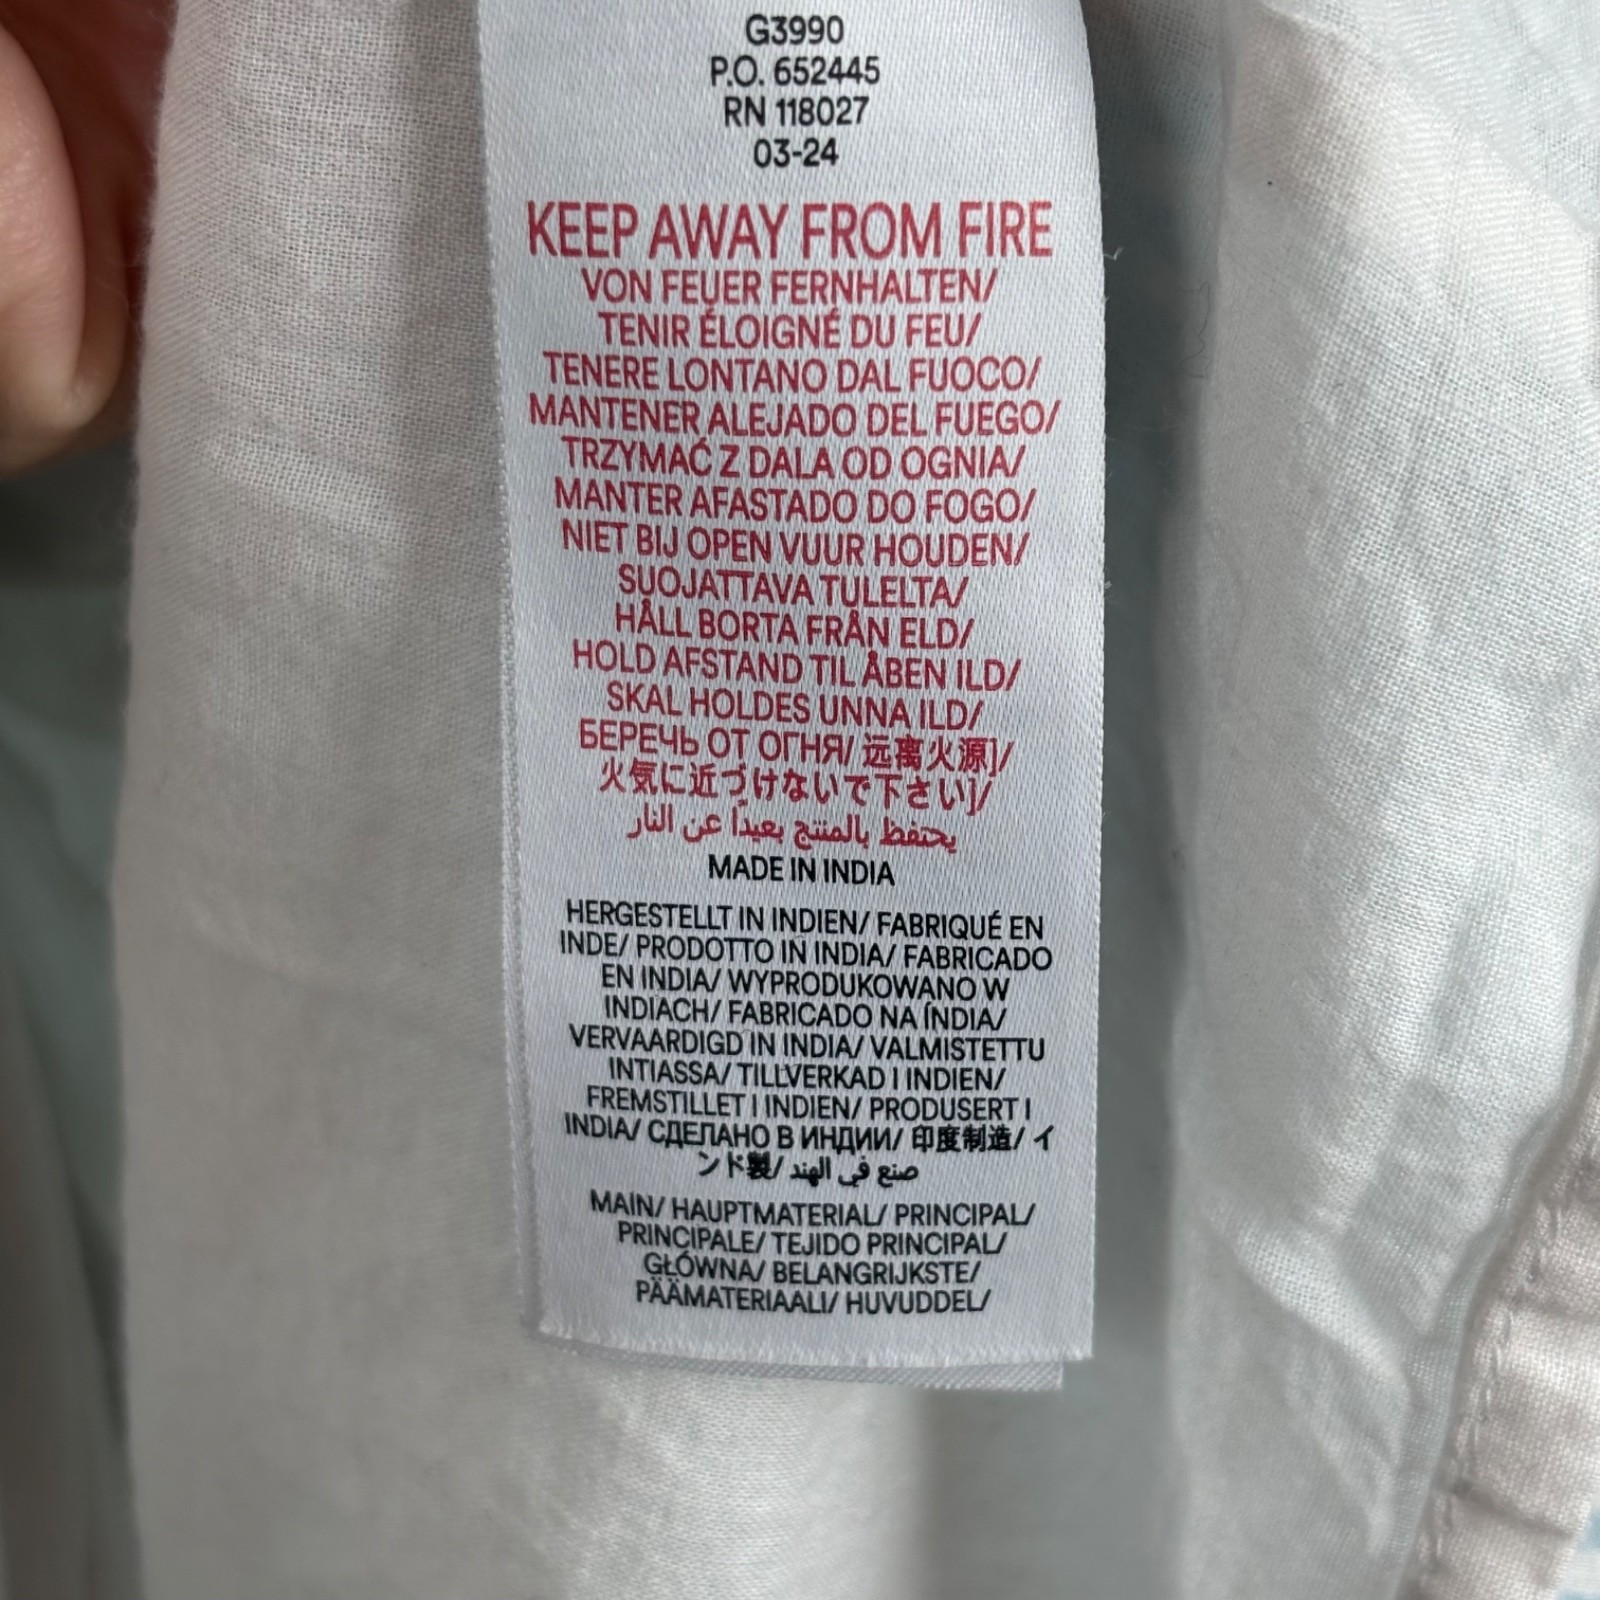 G3990
P.O. 652445
RN 118027
03-24
KEEP AWAY FROM FIRE
VON FEUER FERNHALTEN/
TENIR ÉLOIGNÉ DU FEU/
TENERE LONTANO DAL FUOCO/
MANTENER ALEJADO DEL FUEGO/
TRZYMAĆ Z DALA OD OGNIA/
MANTER AFASTADO DO FOGO/
NIET BIJ OPEN VUUR HOUDEN/
SUOJATTAVA TULELTA/
HÅLL BORTA FRÅN ELD/
HOLD AFSTAND TIL ÅBEN ILD/
SKAL HOLDES UNNA ILD/
БЕРЕЧЬ ОТ ОГНЯ/ 远离火源]/
火気に近づけないで下さい]/
يحتفظ بالمنتج بعيداً عن النار
MADE IN INDIA
HERGESTELLT IN INDIEN/ FABRIQUÉ EN
INDE/ PRODOTTO IN INDIA/ FABRICADO
EN INDIA/ WYPRODUKOWANO W
INDIACH/ FABRICADO NA ÍNDIA/
VERVAARDIGD IN INDIA/ VALMISTETTU
INTIASSA/ TILLVERKAD I INDIEN/
FREMSTILLET I INDIEN/ PRODUSERT I
INDIA/ СДЕЛАНО В ИНДИИ/ 印度制造/ イ
ンド製/ صنع في الهند
MAIN/ HAUPTMATERIAL/ PRINCIPAL/
PRINCIPALE/ TEJIDO PRINCIPAL/
GŁÓWNA/ BELANGRIJKSTE/
PÄÄMATERIAALI/ HUVUDDEL/